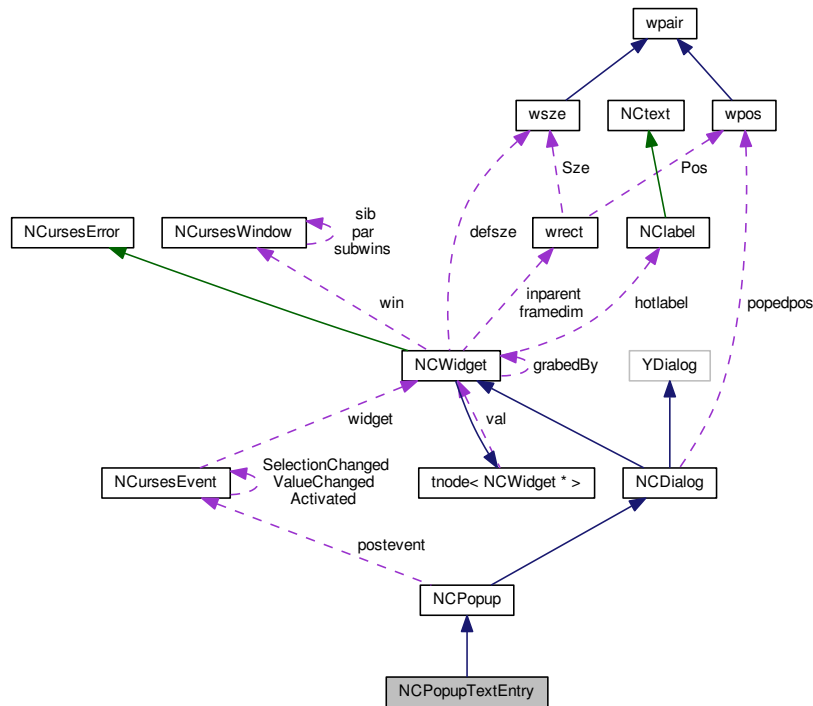 wpair
wsze
NCtext
wpos
Sze
Pos
NCursesError
NCursesWindow
sib
par
subwins
defsze
wrect
NClabel
win
inparent
framedim
hotlabel
popedpos
NCWidget
grabedBy
YDialog
widget
val
NCursesEvent
SelectionChanged
ValueChanged
Activated
tnode< NCWidget * >
NCDialog
postevent
NCPopup
NCPopupTextEntry